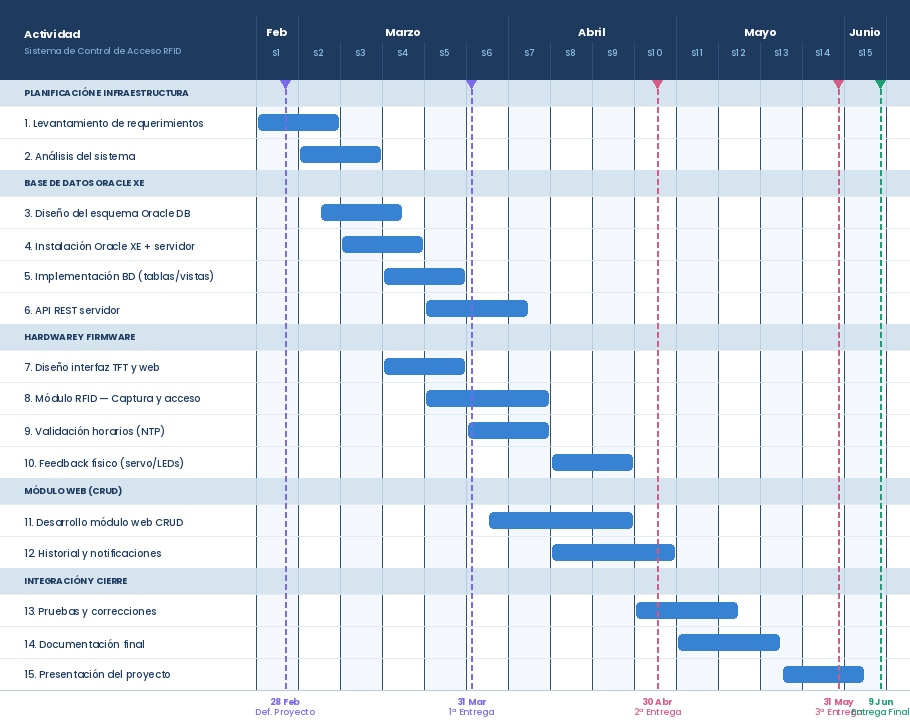 Actividad
Sistema de Control de Acceso RFID
Feb Marzo Abril Mayo Junio
S1 S2 S3 S4 S5 S6 S7 S8 S9 S10 S11 S12 S13 S14 S15
PLANIFICACIÓN E INFRAESTRUCTURA
1. Levantamiento de requerimientos
2. Análisis del sistema
BASE DE DATOS ORACLE XE
3. Diseño del esquema Oracle DB
4. Instalación Oracle XE + servidor
5. Implementación BD (tablas/vistas)
6. API REST servidor
HARDWARE Y FIRMWARE
7. Diseño interfaz TFT y web
8. Módulo RFID — Captura y acceso
9. Validación horarios (NTP)
10. Feedback físico (servo/LEDs)
MÓDULO WEB (CRUD)
11. Desarrollo módulo web CRUD
12. Historial y notificaciones
INTEGRACIÓN Y CIERRE
13. Pruebas y correcciones
14. Documentación final
15. Presentación del proyecto
28 Feb 31 Mar 30 Abr 31 May 9 Jun
Def. Proyecto 1ª Entrega 2ª Entrega 3ª Entrega Entrega Final